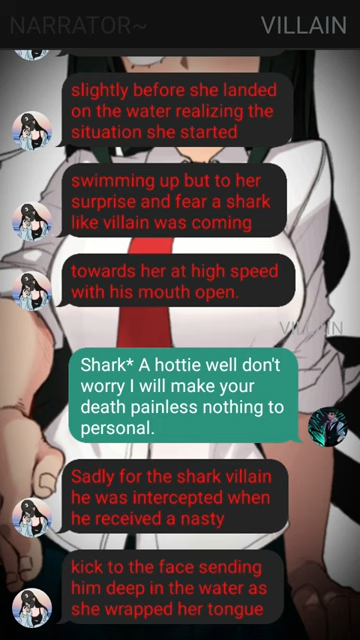 NARRATOR~ VILLAIN
slightly before she landed
on the water realizing the
situation she started
swimming up but to her
surprise and fear a shark
like villain was coming
towards her at high speed
with his mouth open.
Shark* A hottie well don't
worry I will make your
death painless nothing to
personal.
Sadly for the shark villain
he was intercepted when
he received a nasty
kick to the face sending
him deep in the water as
she wrapped her tongue